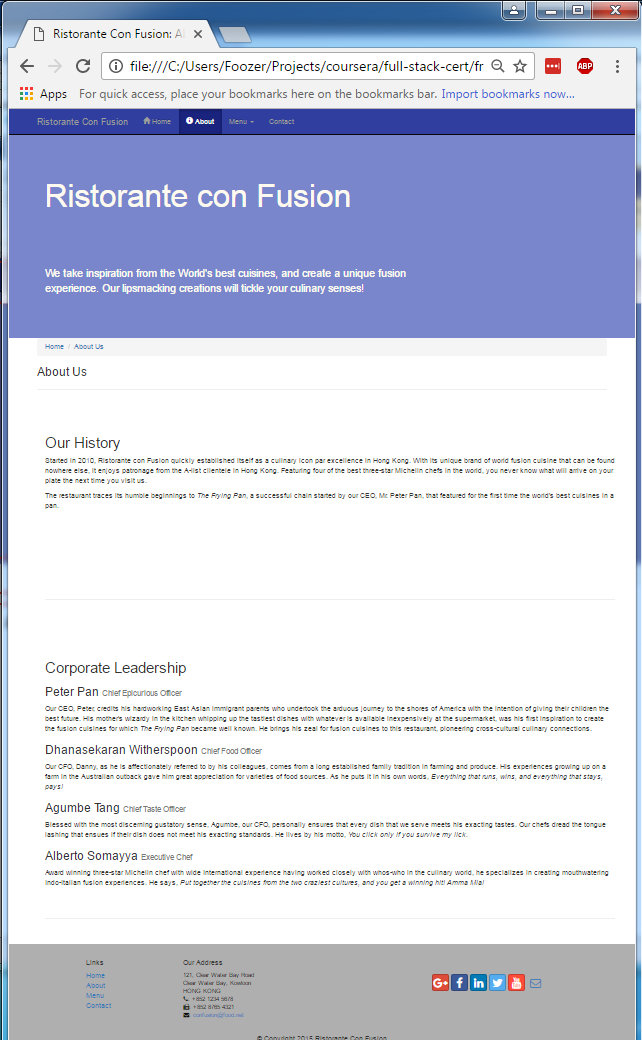 Ristorante Con Fusion: A
file:///C:/Users/Foozer/Projects/coursera/full-stack-cert/fr
ABP
Apps For quick access, place your bookmarks here on the bookmarks bar. Import bookmarks now...
Ristorante Con Fusion Home About Menu Contact
Ristorante con Fusion
We take inspiration from the World's best cuisines, and create a unique fusion
experience. Our lipsmacking creations will tickle your culinary senses!
Home / About Us
About Us
Our History
Started in 2010, Ristorante con Fusion quickly established itself as a culinary icon par excellence in Hong Kong. With its unique brand of world fusion cuisine that can be found
nowhere else, it enjoys patronage from the A-list clientele in Hong Kong. Featuring four of the best three-star Michelin chefs in the world, you never know what will arrive on your
plate the next time you visit us.
The restaurant traces its humble beginnings to The Frying Pan, a successful chain started by our CEO, Mr. Peter Pan, that featured for the first time the world's best cuisines in a
pan.
Corporate Leadership
Peter Pan Chief Epicurious Officer
Our CEO, Peter, credits his hardworking East Asian immigrant parents who undertook the arduous journey to the shores of America with the intention of giving their children the
best future. His mother's wizardy in the kitchen whipping up the tastiest dishes with whatever is available inexpensively at the supermarket, was his first inspiration to create
the fusion cuisines for which The Frying Pan became well known. He brings his zeal for fusion cuisines to this restaurant, pioneering cross-cultural culinary connections.
Dhanasekaran Witherspoon Chief Food Officer
Our CFO, Danny, as he is affectionately referred to by his colleagues, comes from a long established family tradition in farming and produce. His experiences growing up on a
farm in the Australian outback gave him great appreciation for varieties of food sources. As he puts it in his own words, Everything that runs, wins, and everything that stays,
pays!
Agumbe Tang Chief Taste Officer
Blessed with the most discerning gustatory sense, Agumbe, our CFO, personally ensures that every dish that we serve meets his exacting tastes. Our chefs dread the tongue
lashing that ensues if their dish does not meet his exacting standards. He lives by his motto, You click only if you survive my lick.
Alberto Somayya Executive Chef
Award winning three-star Michelin chef with wide International experience having worked closely with whos-who in the culinary world, he specializes in creating mouthwatering
Indo-Italian fusion experiences. He says, Put together the cuisines from the two craziest cultures, and you get a winning hit! Amma Mia!
Links
Home
About
Menu
Contact
Our Address
121, Clear Water Bay Road
Clear Water Bay, Kowloon
HONG KONG
+852 1234 5678
+852 8765 4321
confusion@food.net
© Copyright 2015 Ristorante Con Fusion